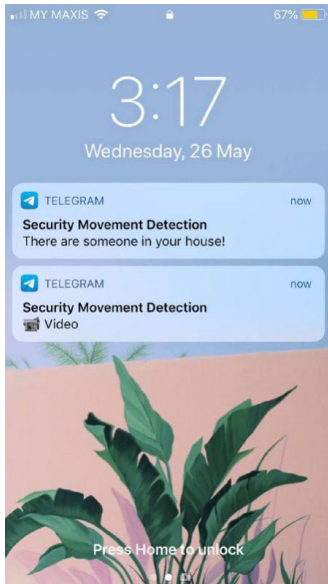 MY MAXIS
67%
3:17
Wednesday, 26 May
TELEGRAM
now
Security Movement Detection
There are someone in your house!
TELEGRAM
now
Security Movement Detection
Video
Press Home to unlock